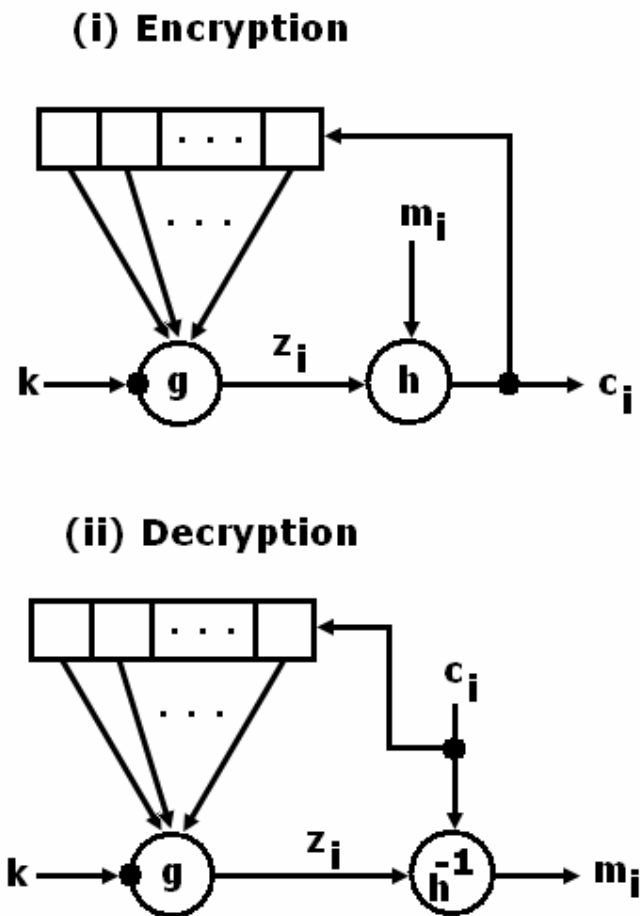 (i) Encryption
. . .
. . .
m_i
k g z_i h c_i
(ii) Decryption
. . .
c_i
. . .
k g z_i h^-1 m_i